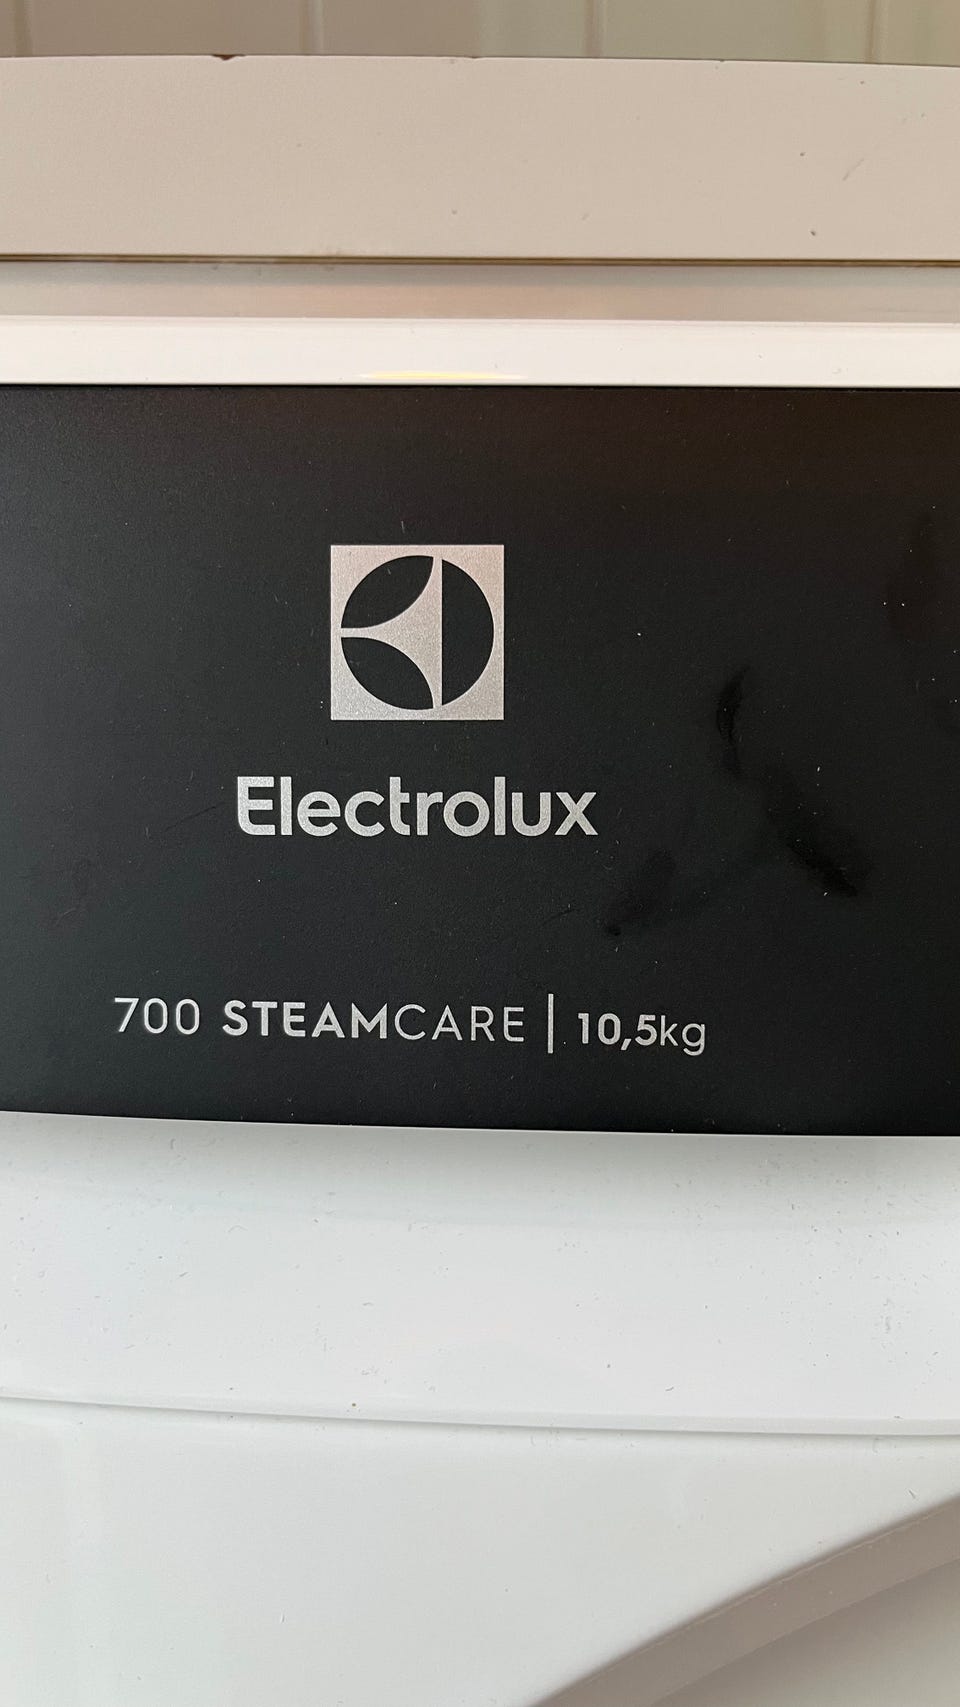 Electrolux
700 STEAMCARE | 10,5kg